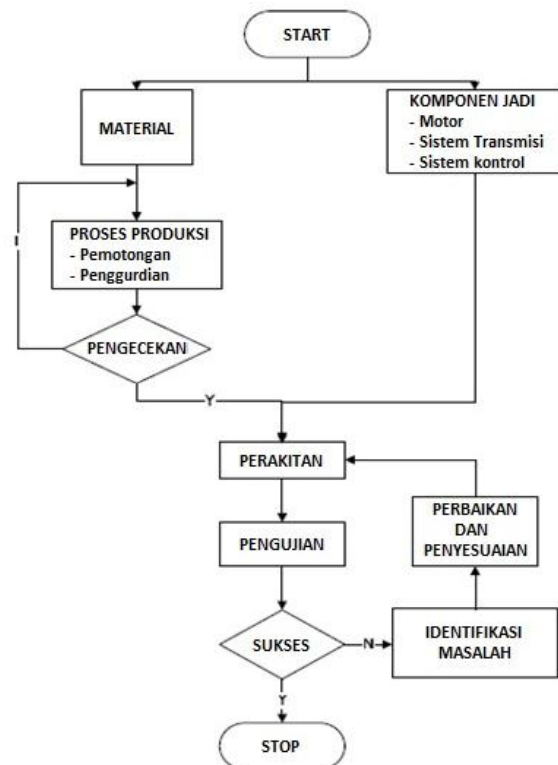 START
MATERIAL
KOMPONEN JADI
- Motor
- Sistem Transmisi
- Sistem kontrol
PEMOSES PRODUKSI
- Pemotongan
- Penggurdian
PENGECEKAN
Y
PERAKITAN
PERBAIKAN
DAN
PENYESUAIAN
PENGUJIAN
SUKSES
N
IDENTIFIKASI
MASALAH
Y
STOP